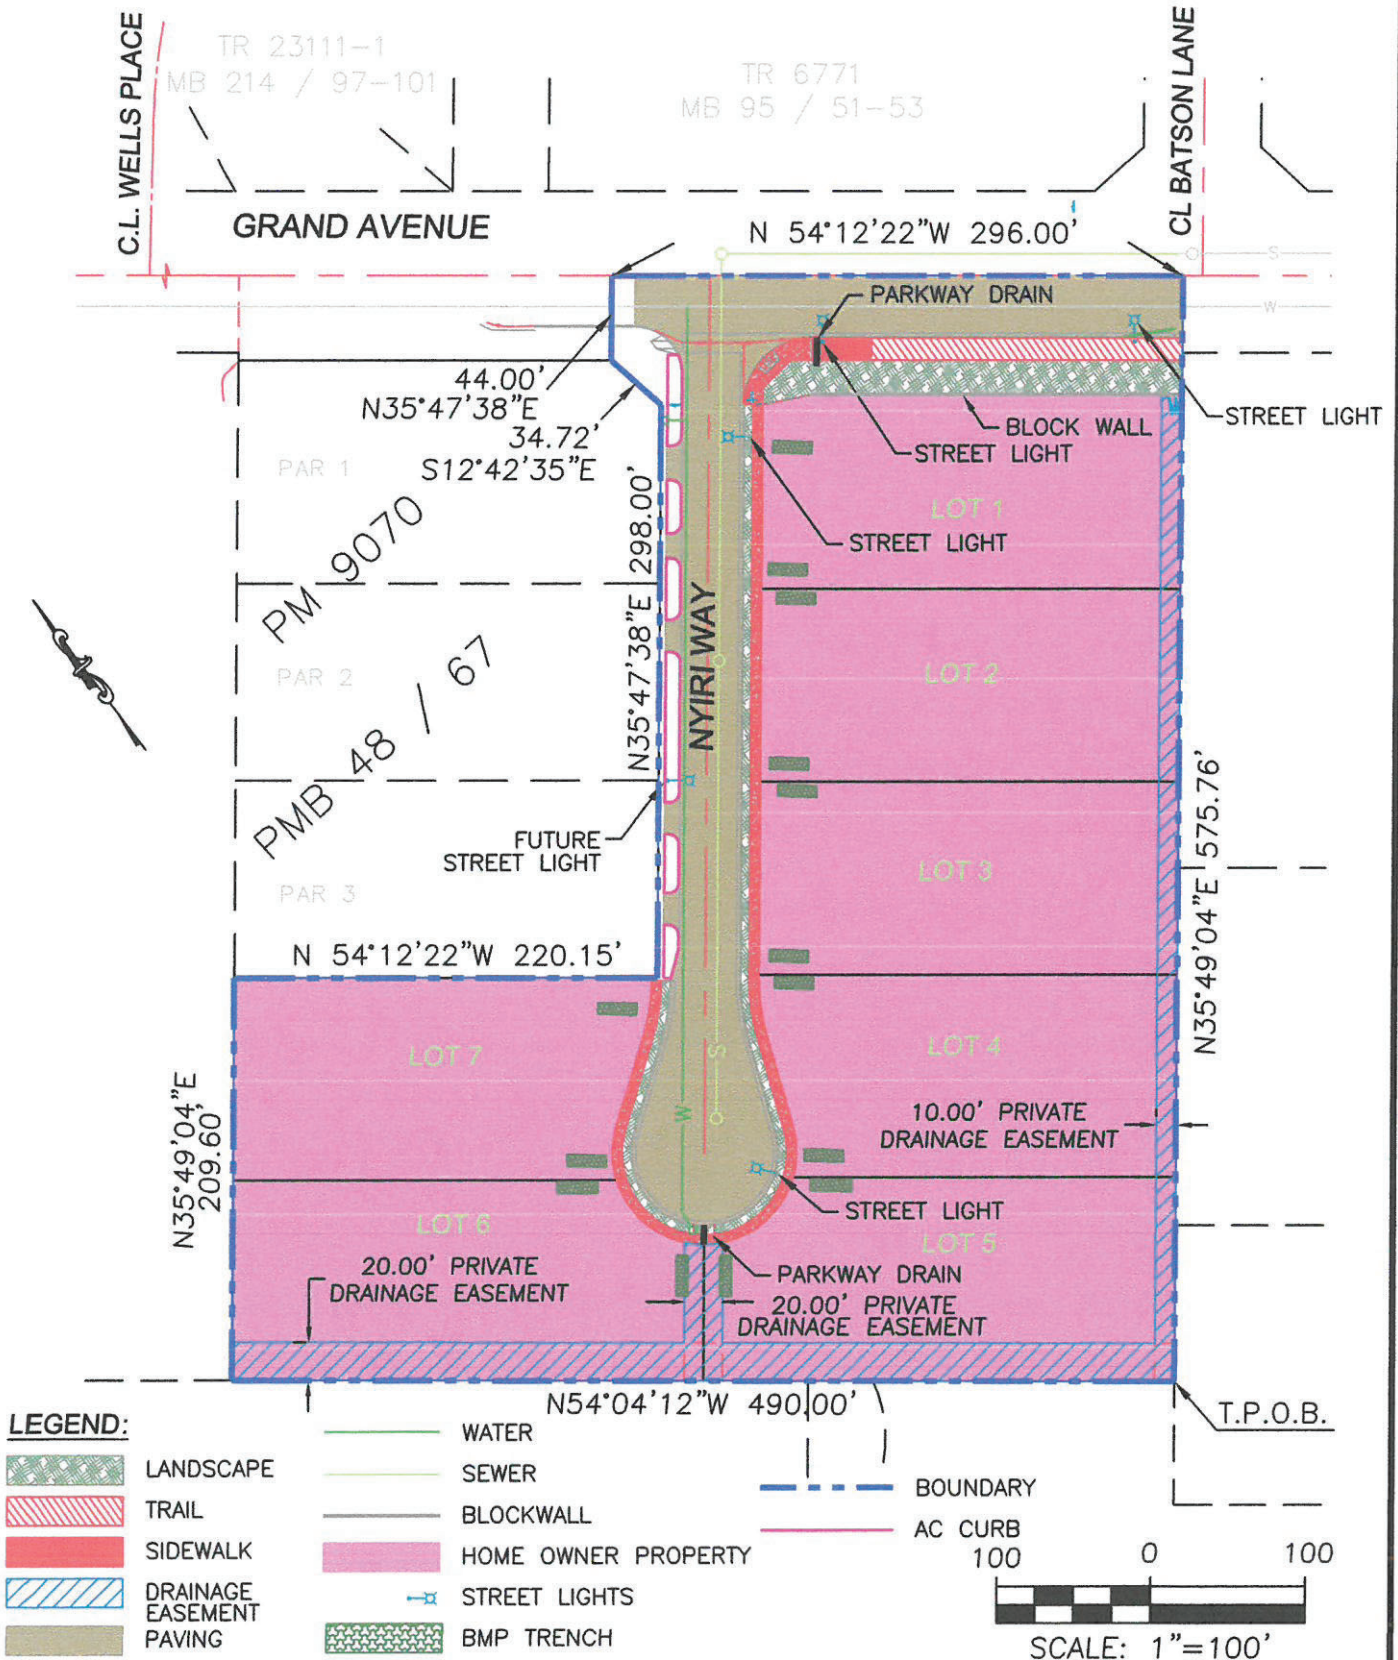 TR 23111-1
MB 214 / 97-101
TR 6771
MB 95 / 51-53
C.L. WELLS PLACE
CL BATSON LANE
GRAND AVENUE
N 54°12'22"W 296.00'
S
W
PARKWAY DRAIN
44.00'
N35°47'38"E
34.72'
S12°42'35"E
STREET LIGHT
BLOCK WALL
STREET LIGHT
STREET LIGHT
PAR 1
LOT 1
PM 9070
PMB 48 / 67
N35°47'38"E 298.00'
NYIRI WAY
PAR 2
LOT 2
FUTURE
STREET LIGHT
LOT 3
N35°49'04"E 575.76'
PAR 3
N 54°12'22"W 220.15'
LOT 7
LOT 4
S
W
N35°49'04"E
209.60'
10.00' PRIVATE
DRAINAGE EASEMENT
STREET LIGHT
LOT 6
LOT 5
20.00' PRIVATE
DRAINAGE EASEMENT
PARKWAY DRAIN
20.00' PRIVATE
DRAINAGE EASEMENT
N54°04'12"W 490.00'
T.P.O.B.
LEGEND:
LANDSCAPE
TRAIL
SIDEWALK
DRAINAGE
EASEMENT
PAVING
WATER
SEWER
BLOCKWALL
HOME OWNER PROPERTY
STREET LIGHTS
BMP TRENCH
BOUNDARY
AC CURB
100 0 100
SCALE: 1"=100'